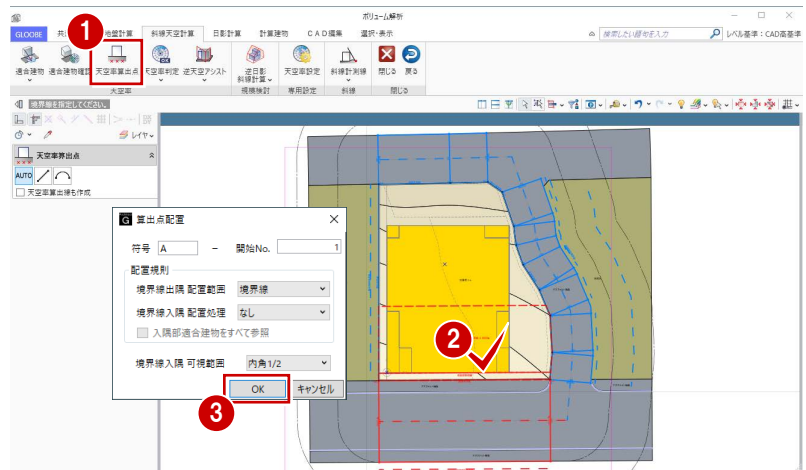 ボリューム解析
GLOOBE 共 地盤計算 斜線天空計算 日影計算 計算建物 CAD編集 選択・表示 検索したい語句を入力 レベル基準：CAD高基準
1
適合建物 適合建物確認 天空率算出点 天空率判定 逆天空アシスト 逆日影斜線計算 天空率設定 斜線計測線 閉じる 戻る
天空率 規模検討 専用設定 斜線 閉じる
境界線を指定してください。
レイヤ
天空率算出点
AUTO
天空率算出線も作成
算出点配置
符号 A - 開始No. 1
配置規則
境界線出隅 配置範囲 境界線
境界線入隅 配置処理 なし
入隅部適合建物をすべて参照
境界線入隅 可視範囲 内角1/2
OK キャンセル
2
3